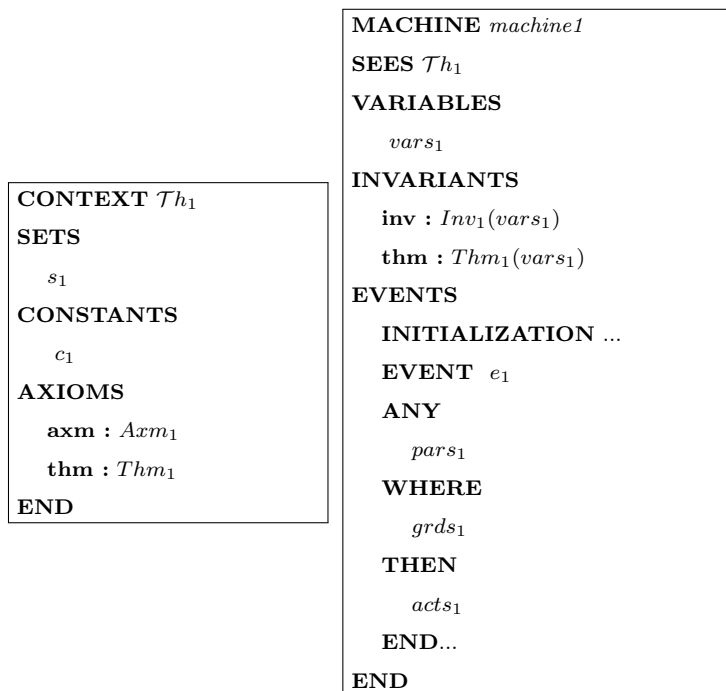 CONTEXT 𝒯h₁
SETS
s₁
CONSTANTS
c₁
AXIOMS
axm : Axm₁
thm : Thm₁
END
MACHINE machine1
SEES 𝒯h₁
VARIABLES
vars₁
INVARIANTS
inv : Inv₁(vars₁)
thm : Thm₁(vars₁)
EVENTS
INITIALIZATION ...
EVENT e₁
ANY
pars₁
WHERE
grds₁
THEN
acts₁
END...
END